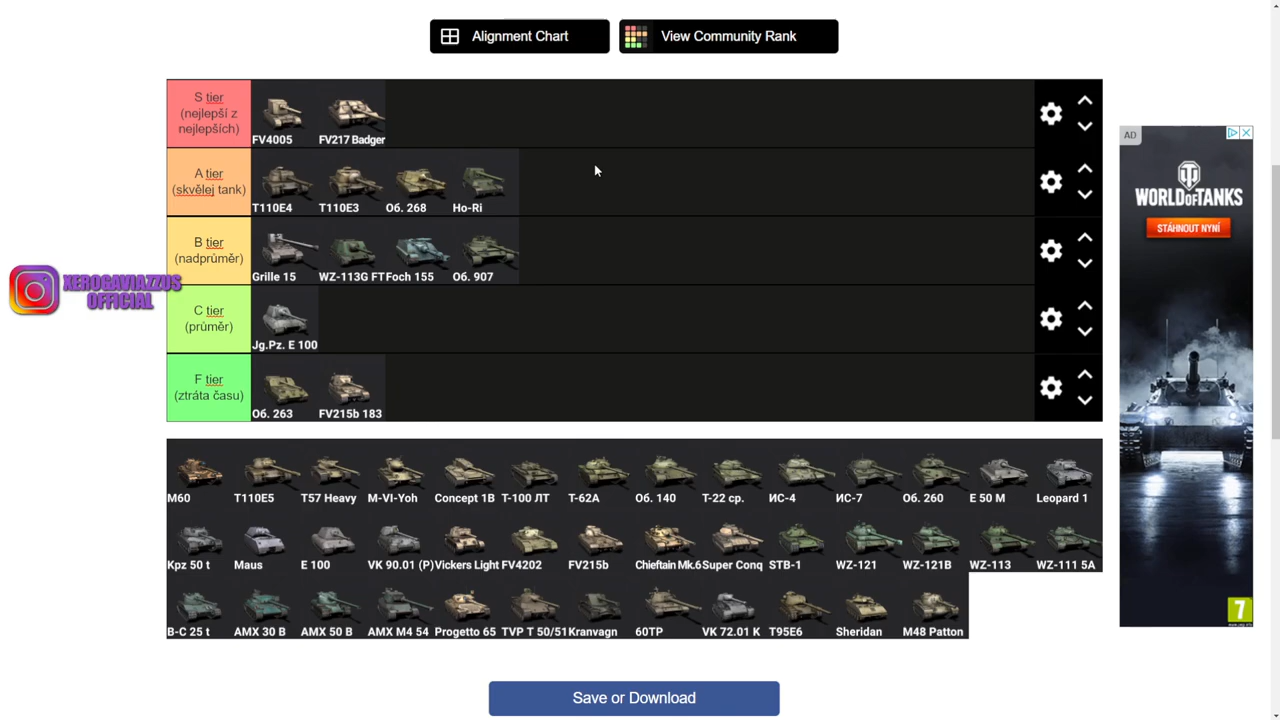 Alignment Chart
View Community Rank
S tier
(nejlepší z
nejlepších)
FV4005
FV217 Badger
A tier
(skvělej tank)
T110E4
T110E3
Об. 268
Ho-Ri
B tier
(nadprůměr)
Grille 15
WZ-113G FT
Foch 155
Об. 907
C tier
(průměr)
Jg.Pz. E 100
F tier
(ztráta času)
Об. 263
FV215b 183
XEROGAVIAZZUS
OFFICIAL
AD
WORLD OF TANKS
STÁHNOUT NYNÍ
7
M60
T110E5
T57 Heavy
M-VI-Yoh
Concept 1B
Т-100 ЛТ
T-62A
Об. 140
T-22 ср.
ИС-4
ИС-7
Об. 260
E 50 M
Leopard 1
Kpz 50 t
Maus
E 100
VK 90.01 (P)
Vickers Light
FV4202
FV215b
Chieftain Mk.6
Super Conq
STB-1
WZ-121
WZ-121B
WZ-113
WZ-111 5A
B-C 25 t
AMX 30 B
AMX 50 B
AMX M4 54
Progetto 65
TVP T 50/51
Kranvagn
60TP
VK 72.01 K
T95E6
Sheridan
M48 Patton
Save or Download